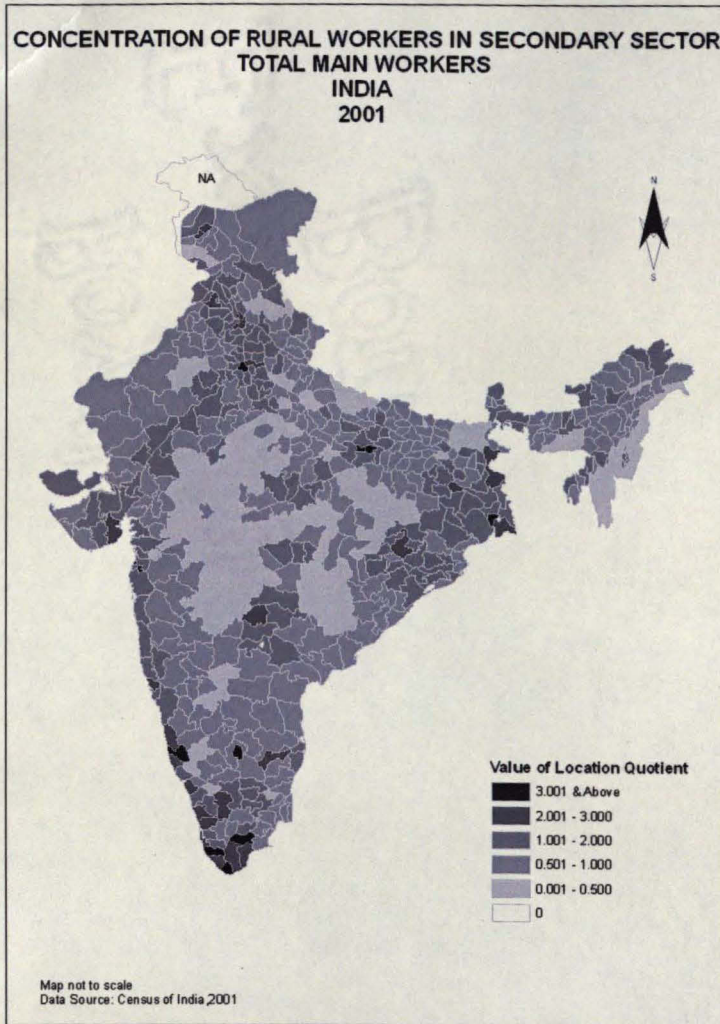 CONCENTRATION OF RURAL WORKERS IN SECONDARY SECTOR
TOTAL MAIN WORKERS
INDIA
2001
NA
N
S
Value of Location Quotient
3.001 &Above
2.001 - 3.000
1.001 - 2.000
0.501 - 1.000
0.001 - 0.500
0
Map not to scale
Data Source: Census of India,2001